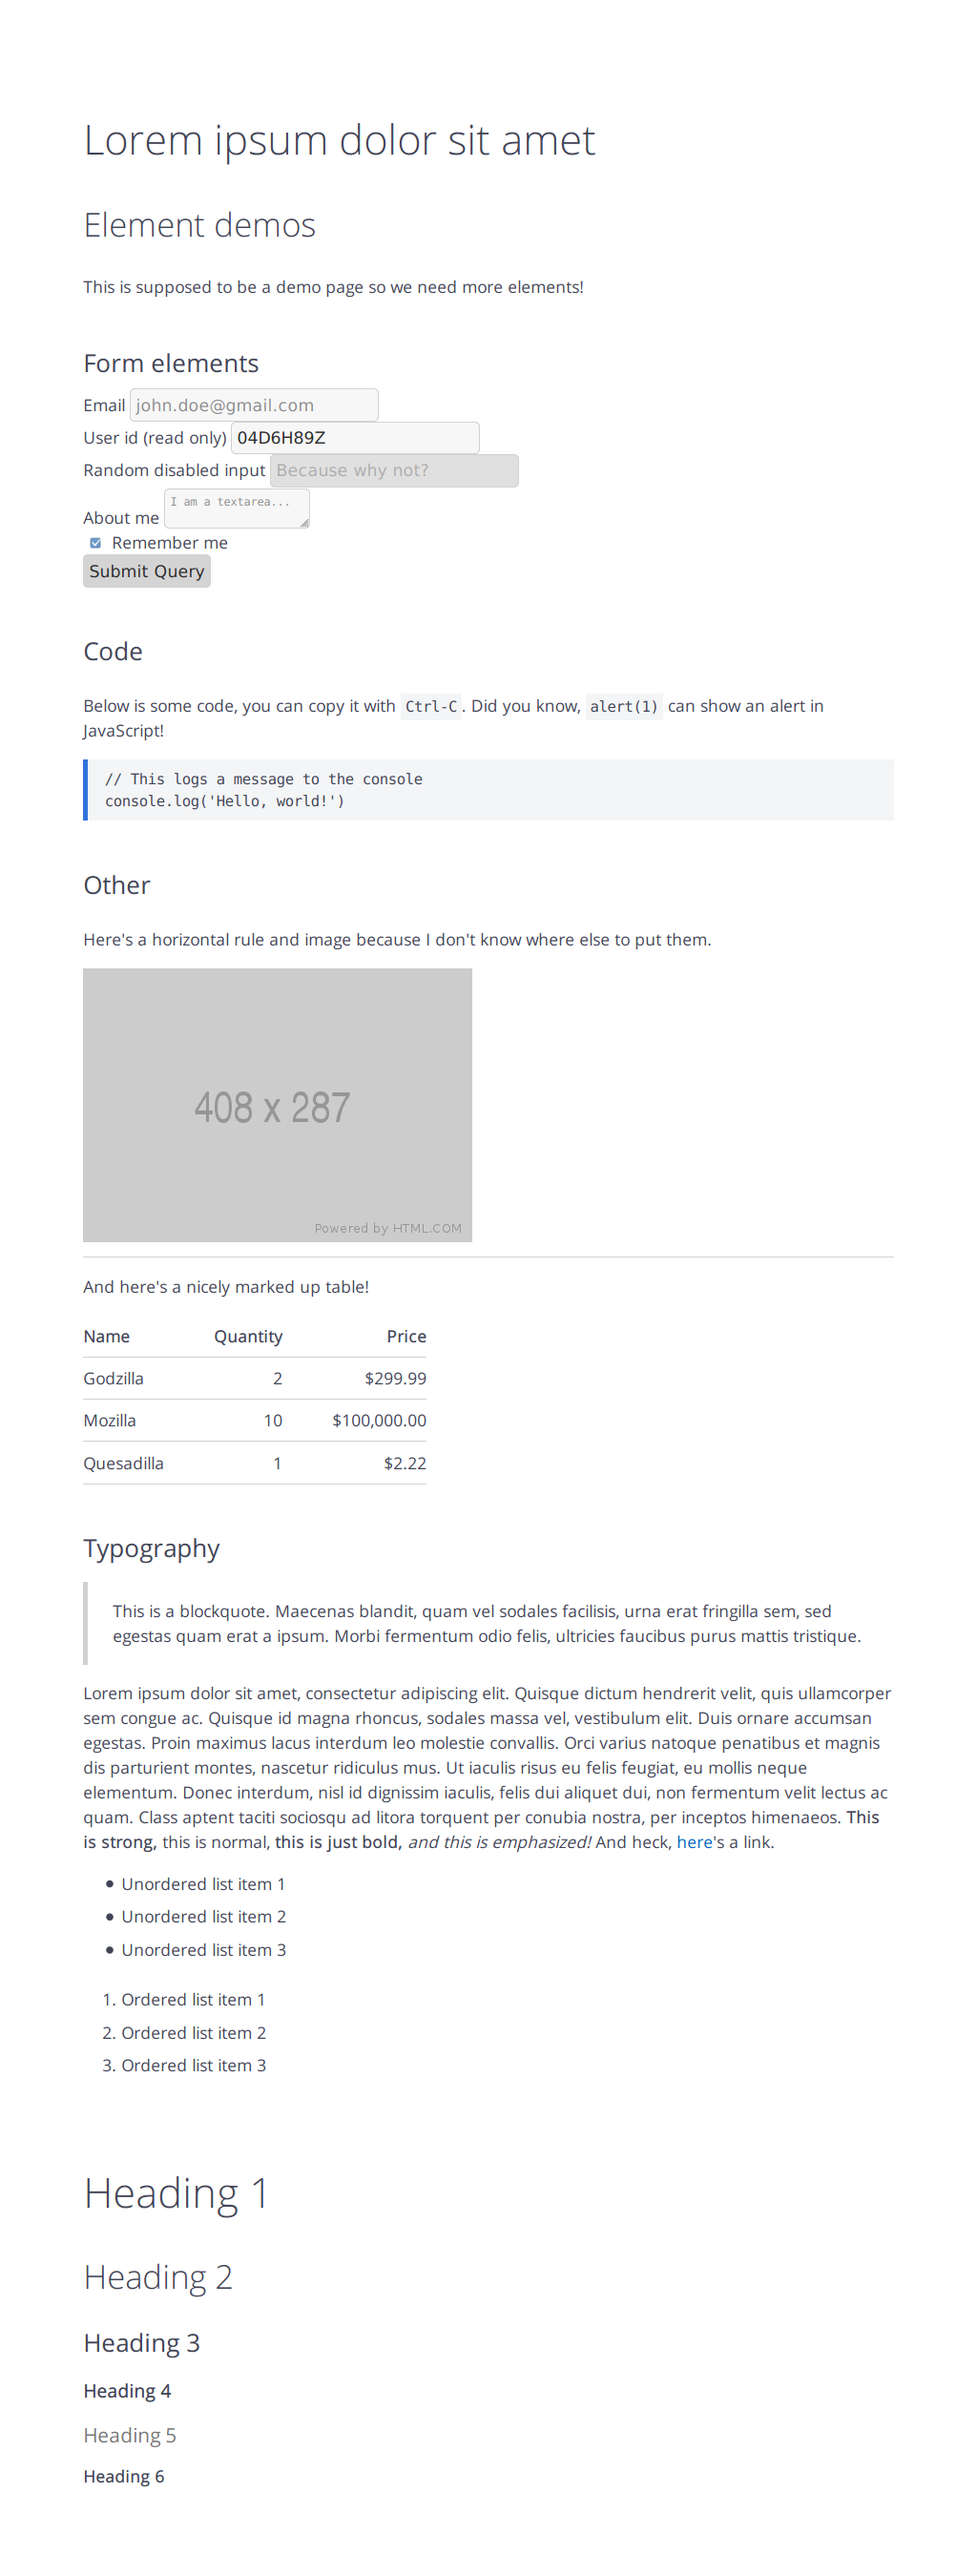 Lorem ipsum dolor sit amet
Element demos
This is supposed to be a demo page so we need more elements!
Form elements
Email john.doe@gmail.com
User id (read only) 04D6H89Z
Random disabled input Because why not?
About me I am a textarea...
Remember me
Submit Query
Code
Below is some code, you can copy it with Ctrl-C. Did you know, alert(1) can show an alert in
JavaScript!
// This logs a message to the console
console.log('Hello, world!')
Other
Here's a horizontal rule and image because I don't know where else to put them.
408 x 287
Powered by HTML.COM
And here's a nicely marked up table!
Name Quantity Price
Godzilla 2 $299.99
Mozilla 10 $100,000.00
Quesadilla 1 $2.22
Typography
This is a blockquote. Maecenas blandit, quam vel sodales facilisis, urna erat fringilla sem, sed
egestas quam erat a ipsum. Morbi fermentum odio felis, ultricies faucibus purus mattis tristique.
Lorem ipsum dolor sit amet, consectetur adipiscing elit. Quisque dictum hendrerit velit, quis ullamcorper
sem congue ac. Quisque id magna rhoncus, sodales massa vel, vestibulum elit. Duis ornare accumsan
egestas. Proin maximus lacus interdum leo molestie convallis. Orci varius natoque penatibus et magnis
dis parturient montes, nascetur ridiculus mus. Ut iaculis risus eu felis feugiat, eu mollis neque
elementum. Donec interdum, nisl id dignissim iaculis, felis dui aliquet dui, non fermentum velit lectus ac
quam. Class aptent taciti sociosqu ad litora torquent per conubia nostra, per inceptos himenaeos. This
is strong, this is normal, this is just bold, and this is emphasized! And heck, here's a link.
• Unordered list item 1
• Unordered list item 2
• Unordered list item 3
1. Ordered list item 1
2. Ordered list item 2
3. Ordered list item 3
Heading 1
Heading 2
Heading 3
Heading 4
Heading 5
Heading 6